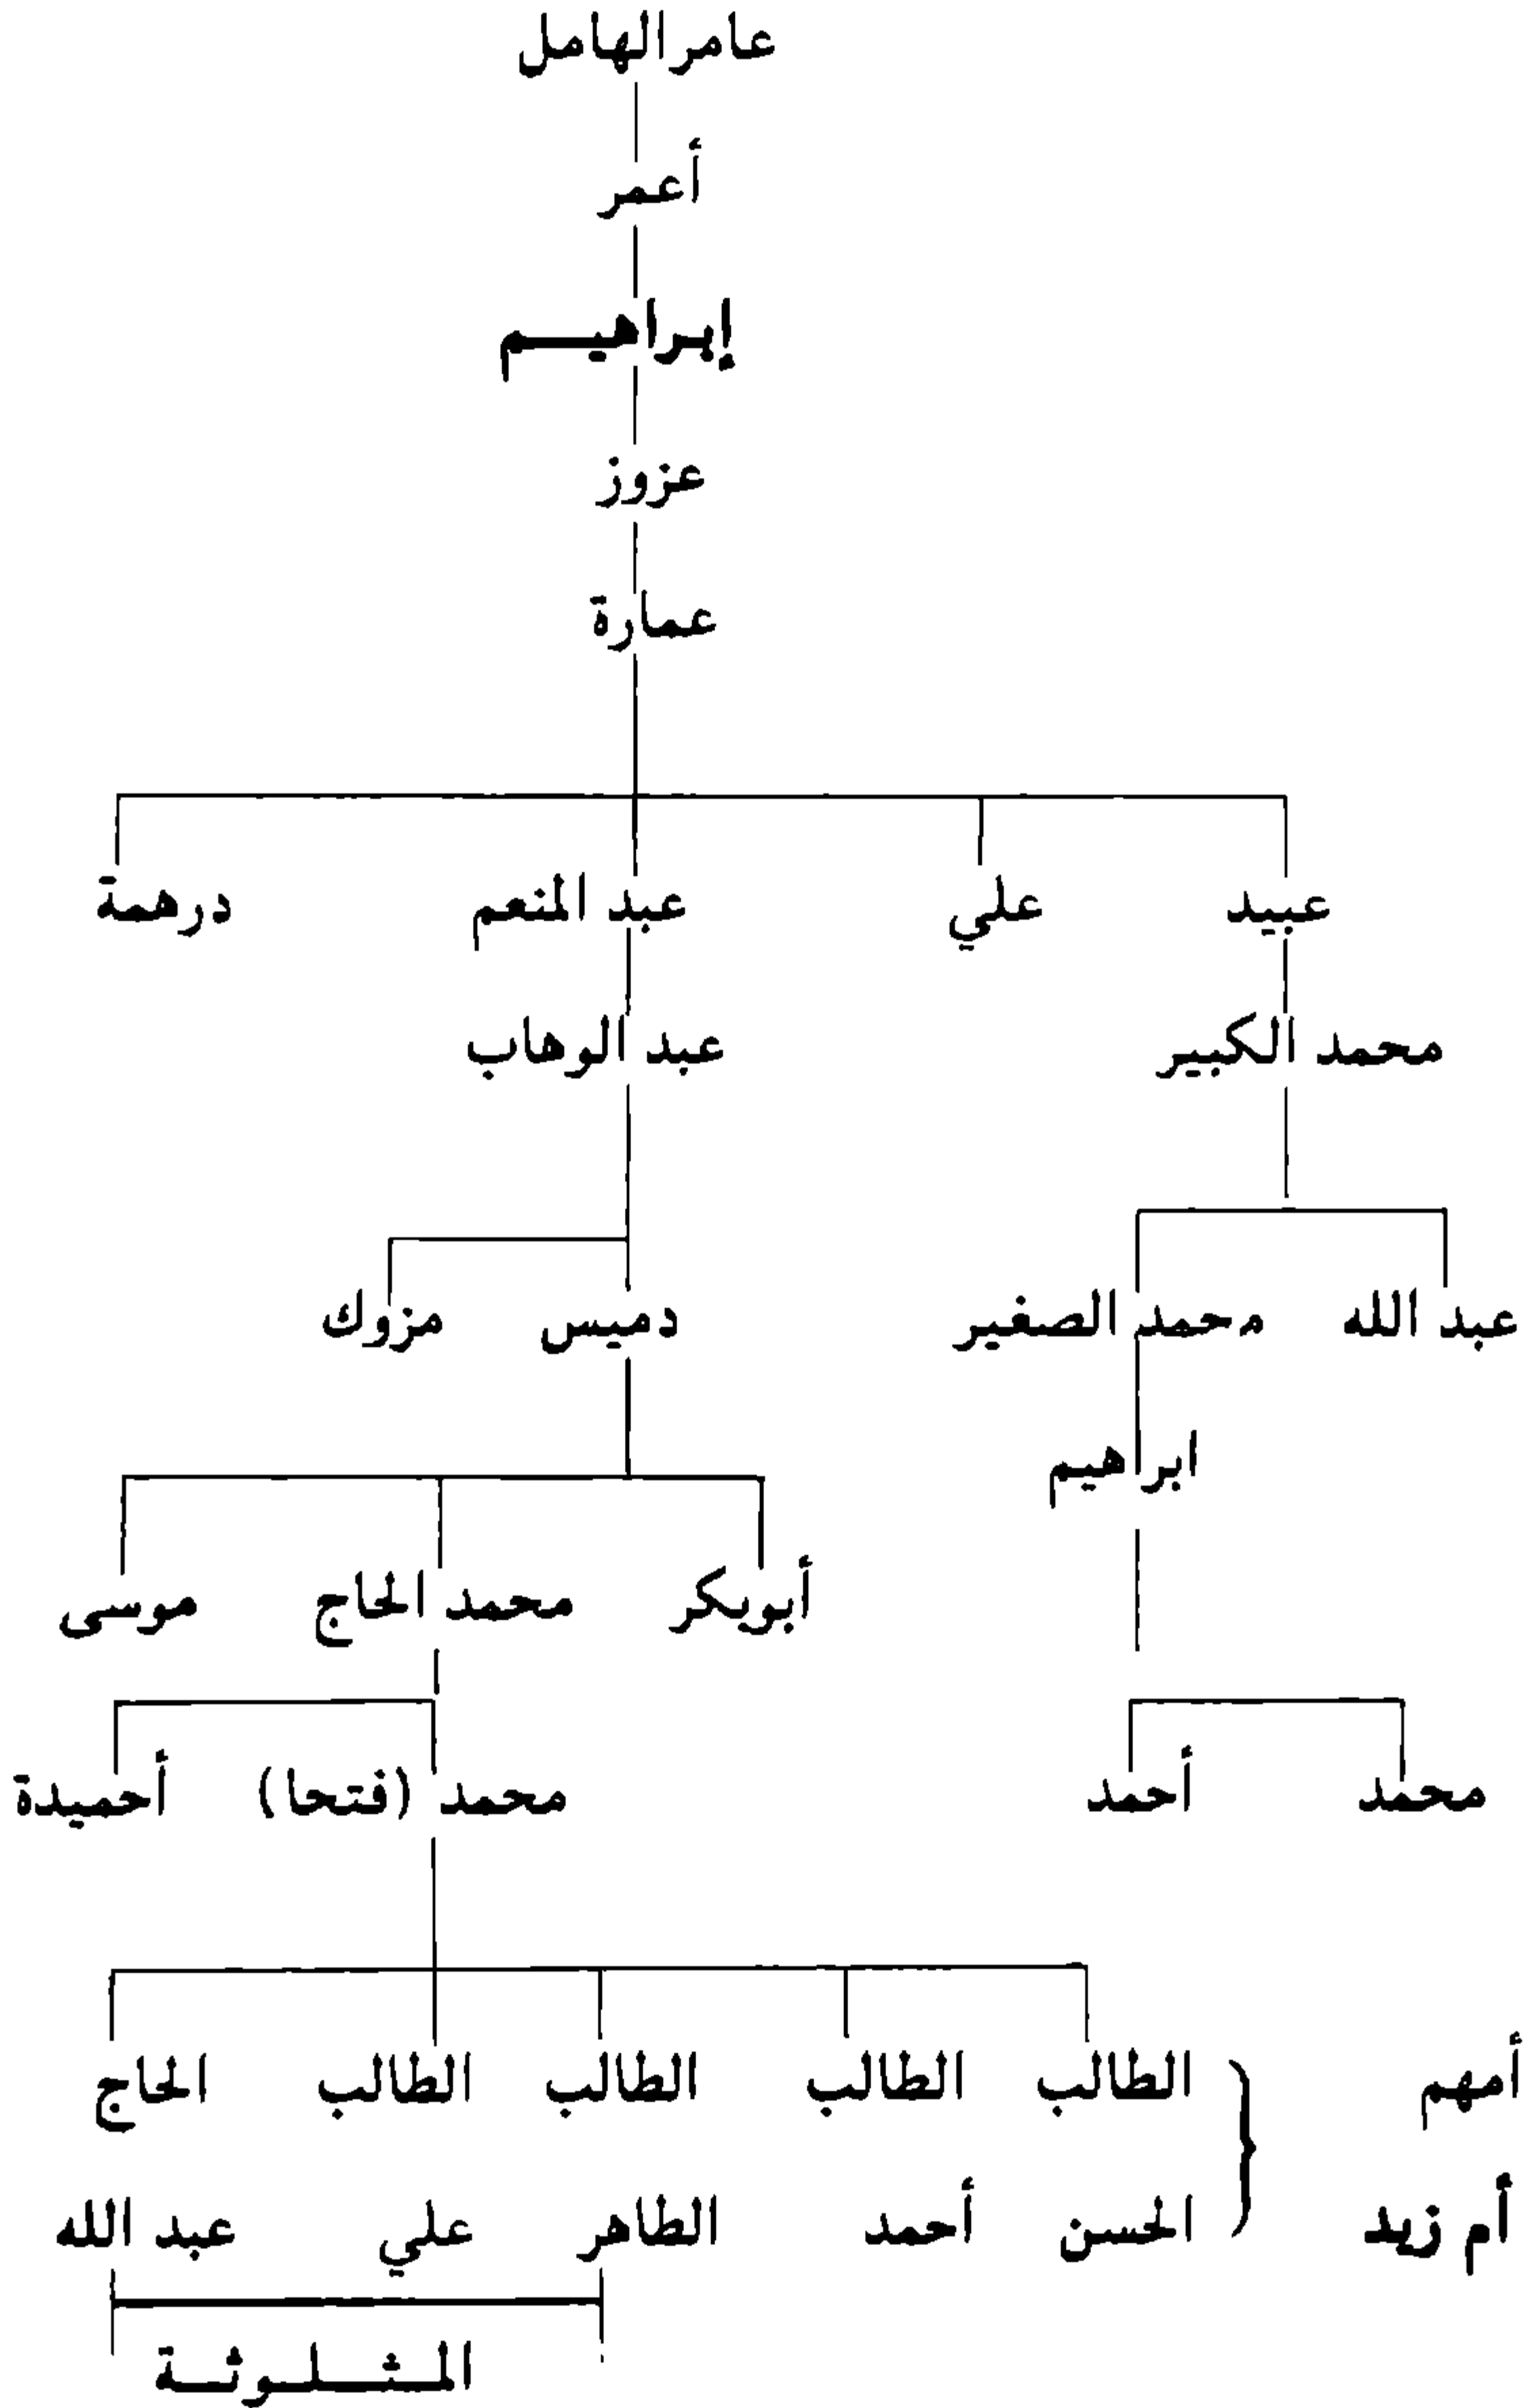 عامر الهامل
أعمر
إبراهيم
عزوز
عمارة
عبيد علي عبد المنعم درهمة
محمد الكبير عبد الوهاب
عبد الله محمد الصغير دميس مزوك
ابراهيم
أبوبكر محمد الحاج موسى
محمد أحمد محمد (فتحا) أحميدة
أمهم الطالب الطالب الطالب الطالب الحاج
أم زيد الحسن أحمد الطاهر علي عبد الله
المثلوثة